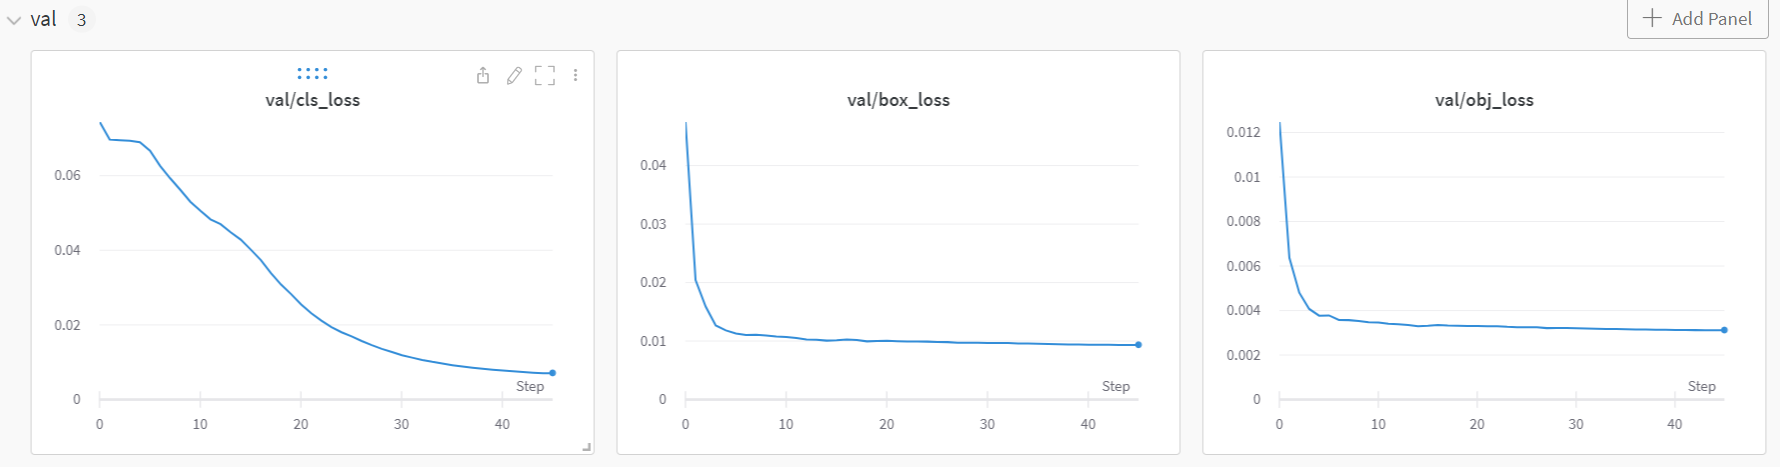 val 3
Add Panel
val/cls_loss
0.06
0.04
0.02
0
Step
0 10 20 30 40
val/box_loss
0.04
0.03
0.02
0.01
0
Step
0 10 20 30 40
val/obj_loss
0.012
0.01
0.008
0.006
0.004
0.002
0
Step
0 10 20 30 40